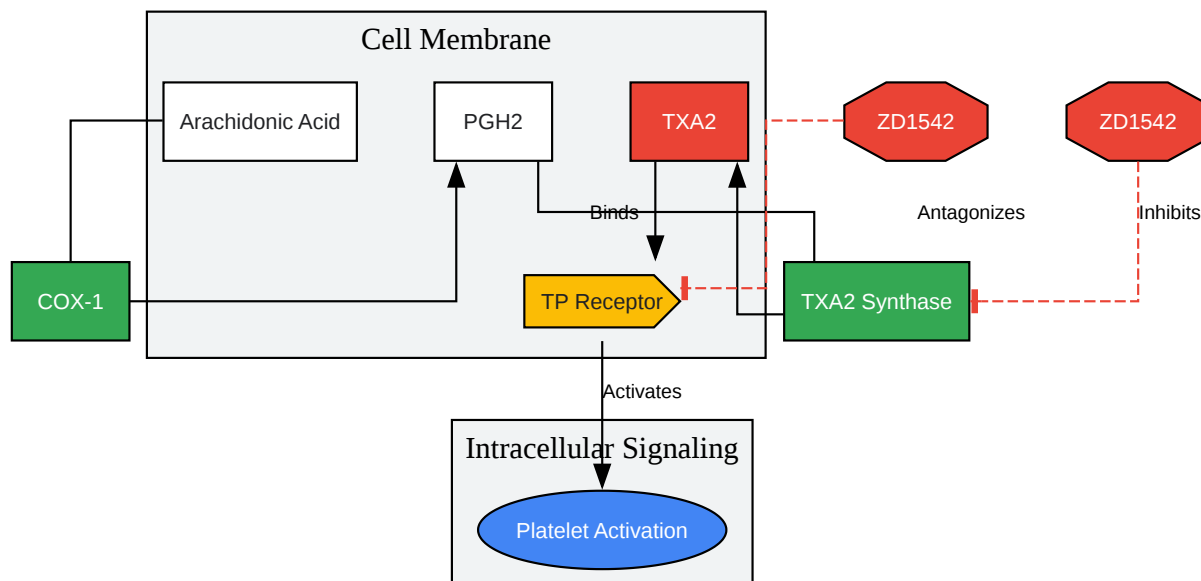 Cell Membrane
Arachidonic Acid
PGH2
TXA2
ZD1542
ZD1542
Binds
Antagonizes
Inhibits
COX-1
TP Receptor
TXA2 Synthase
Activates
Intracellular Signaling
Platelet Activation